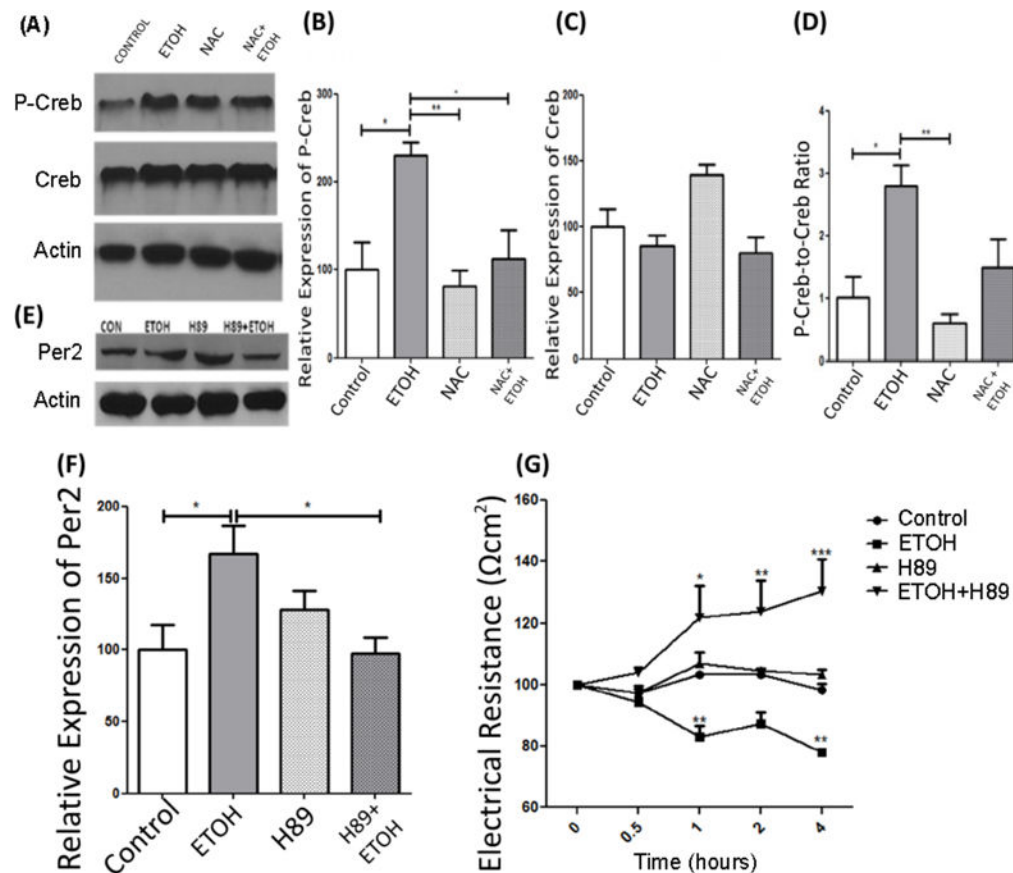 (A)
CONTROL ETOH NAC NAC+ ETOH
P-Creb
Creb
Actin
(B)
Relative Expression of P-Creb
300
200
100
0
* ** *
Control ETOH NAC NAC+ ETOH
(C)
Relative Expression of Creb
200
150
100
50
0
Control ETOH NAC NAC+ ETOH
(D)
P-Creb-to-Creb Ratio
4
3
2
1
0
* **
Control ETOH NAC NAC+ ETOH
(E)
CON ETOH H89 H89+ETOH
Per2
Actin
(F)
Relative Expression of Per2
200
150
100
50
0
* *
Control ETOH H89 H89+ ETOH
(G)
Electrical Resistance (Ωcm²)
160
140
120
100
80
60
* ** ***
** **
0 0.5 1 2 4
Time (hours)
Control
ETOH
H89
ETOH+H89